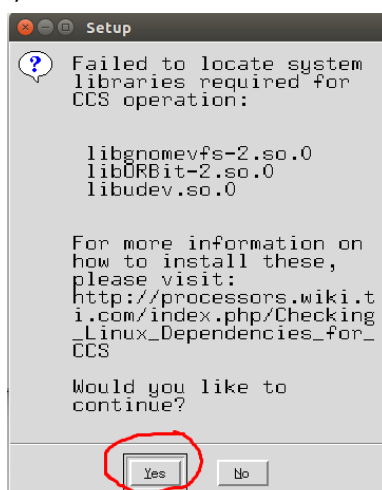 Setup
Failed to locate system
libraries required for
CCS operation:
libgnomevfs-2.so.0
libORBit-2.so.0
libudev.so.0
For more information on
how to install these,
please visit:
http://processors.wiki.t
i.com/index.php/Checking
_Linux_Dependencies_for_
CCS
Would you like to
continue?
Yes
No